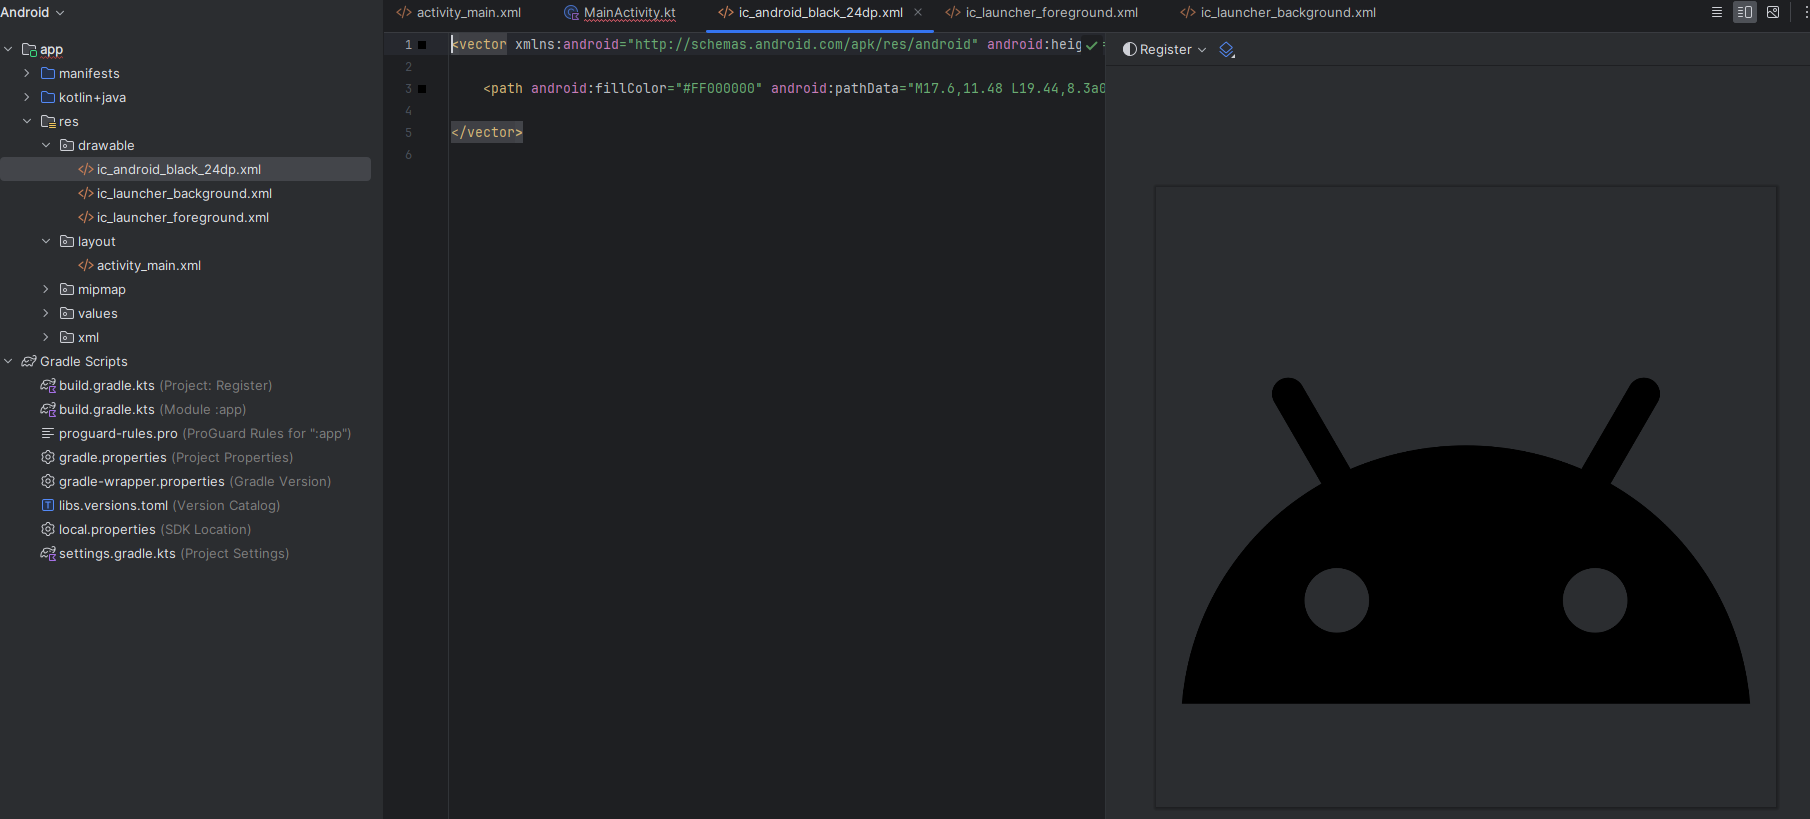 Android
activity_main.xml
MainActivity.kt
ic_android_black_24dp.xml
ic_launcher_foreground.xml
ic_launcher_background.xml
app
manifests
kotlin+java
res
drawable
ic_android_black_24dp.xml
ic_launcher_background.xml
ic_launcher_foreground.xml
layout
activity_main.xml
mipmap
values
xml
Gradle Scripts
build.gradle.kts (Project: Register)
build.gradle.kts (Module :app)
proguard-rules.pro (ProGuard Rules for ":app")
gradle.properties (Project Properties)
gradle-wrapper.properties (Gradle Version)
libs.versions.toml (Version Catalog)
local.properties (SDK Location)
settings.gradle.kts (Project Settings)
1 <vector xmlns:android="http://schemas.android.com/apk/res/android" android:heig
2
3 <path android:fillColor="#FF000000" android:pathData="M17.6,11.48 L19.44,8.3a0
4
5 </vector>
6
Register